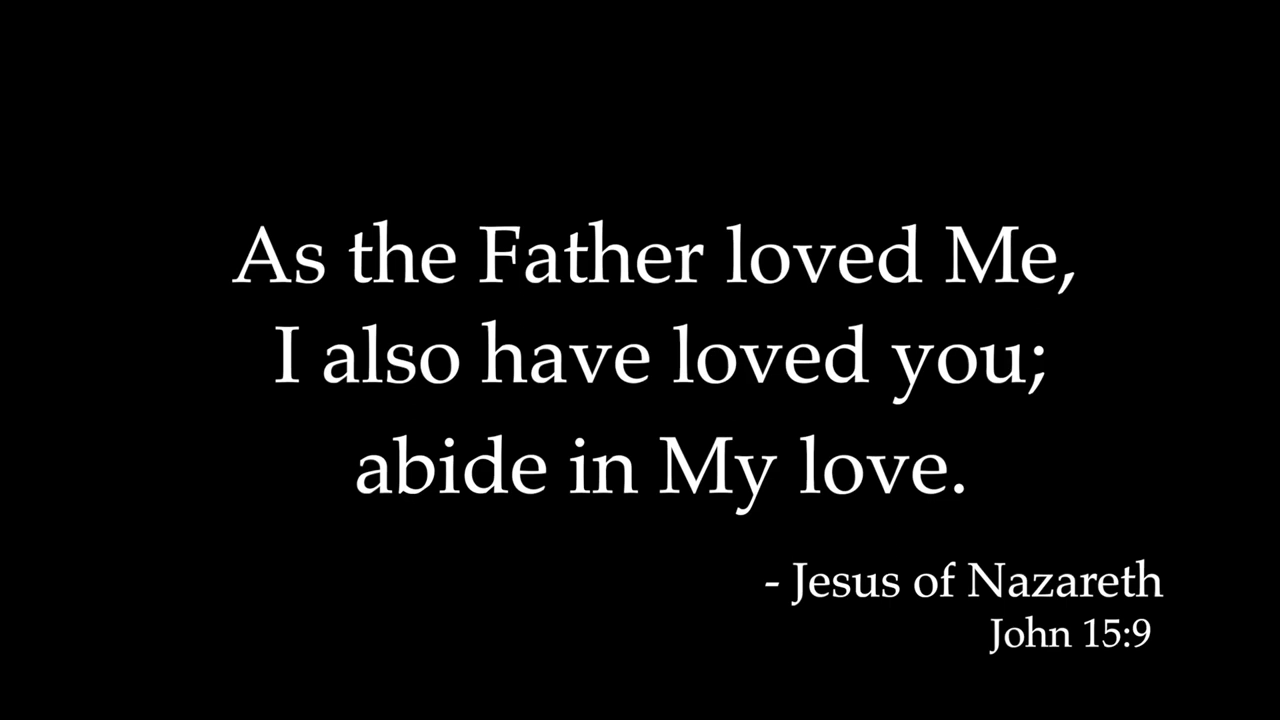 As the Father loved Me,
I also have loved you;
abide in My love.
- Jesus of Nazareth
John 15:9